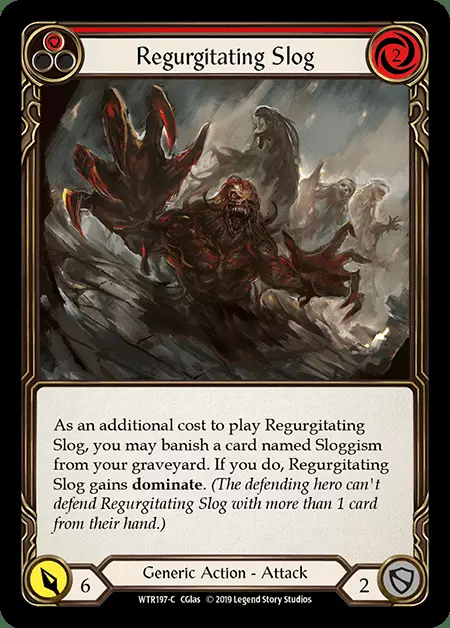 Regurgitating Slog
2
As an additional cost to play Regurgitating
Slog, you may banish a card named Sloggism
from your graveyard. If you do, Regurgitating
Slog gains dominate. (The defending hero can't
defend Regurgitating Slog with more than 1 card
from their hand.)
6
Generic Action - Attack
2
WTR197-C CGlas © 2019 Legend Story Studios